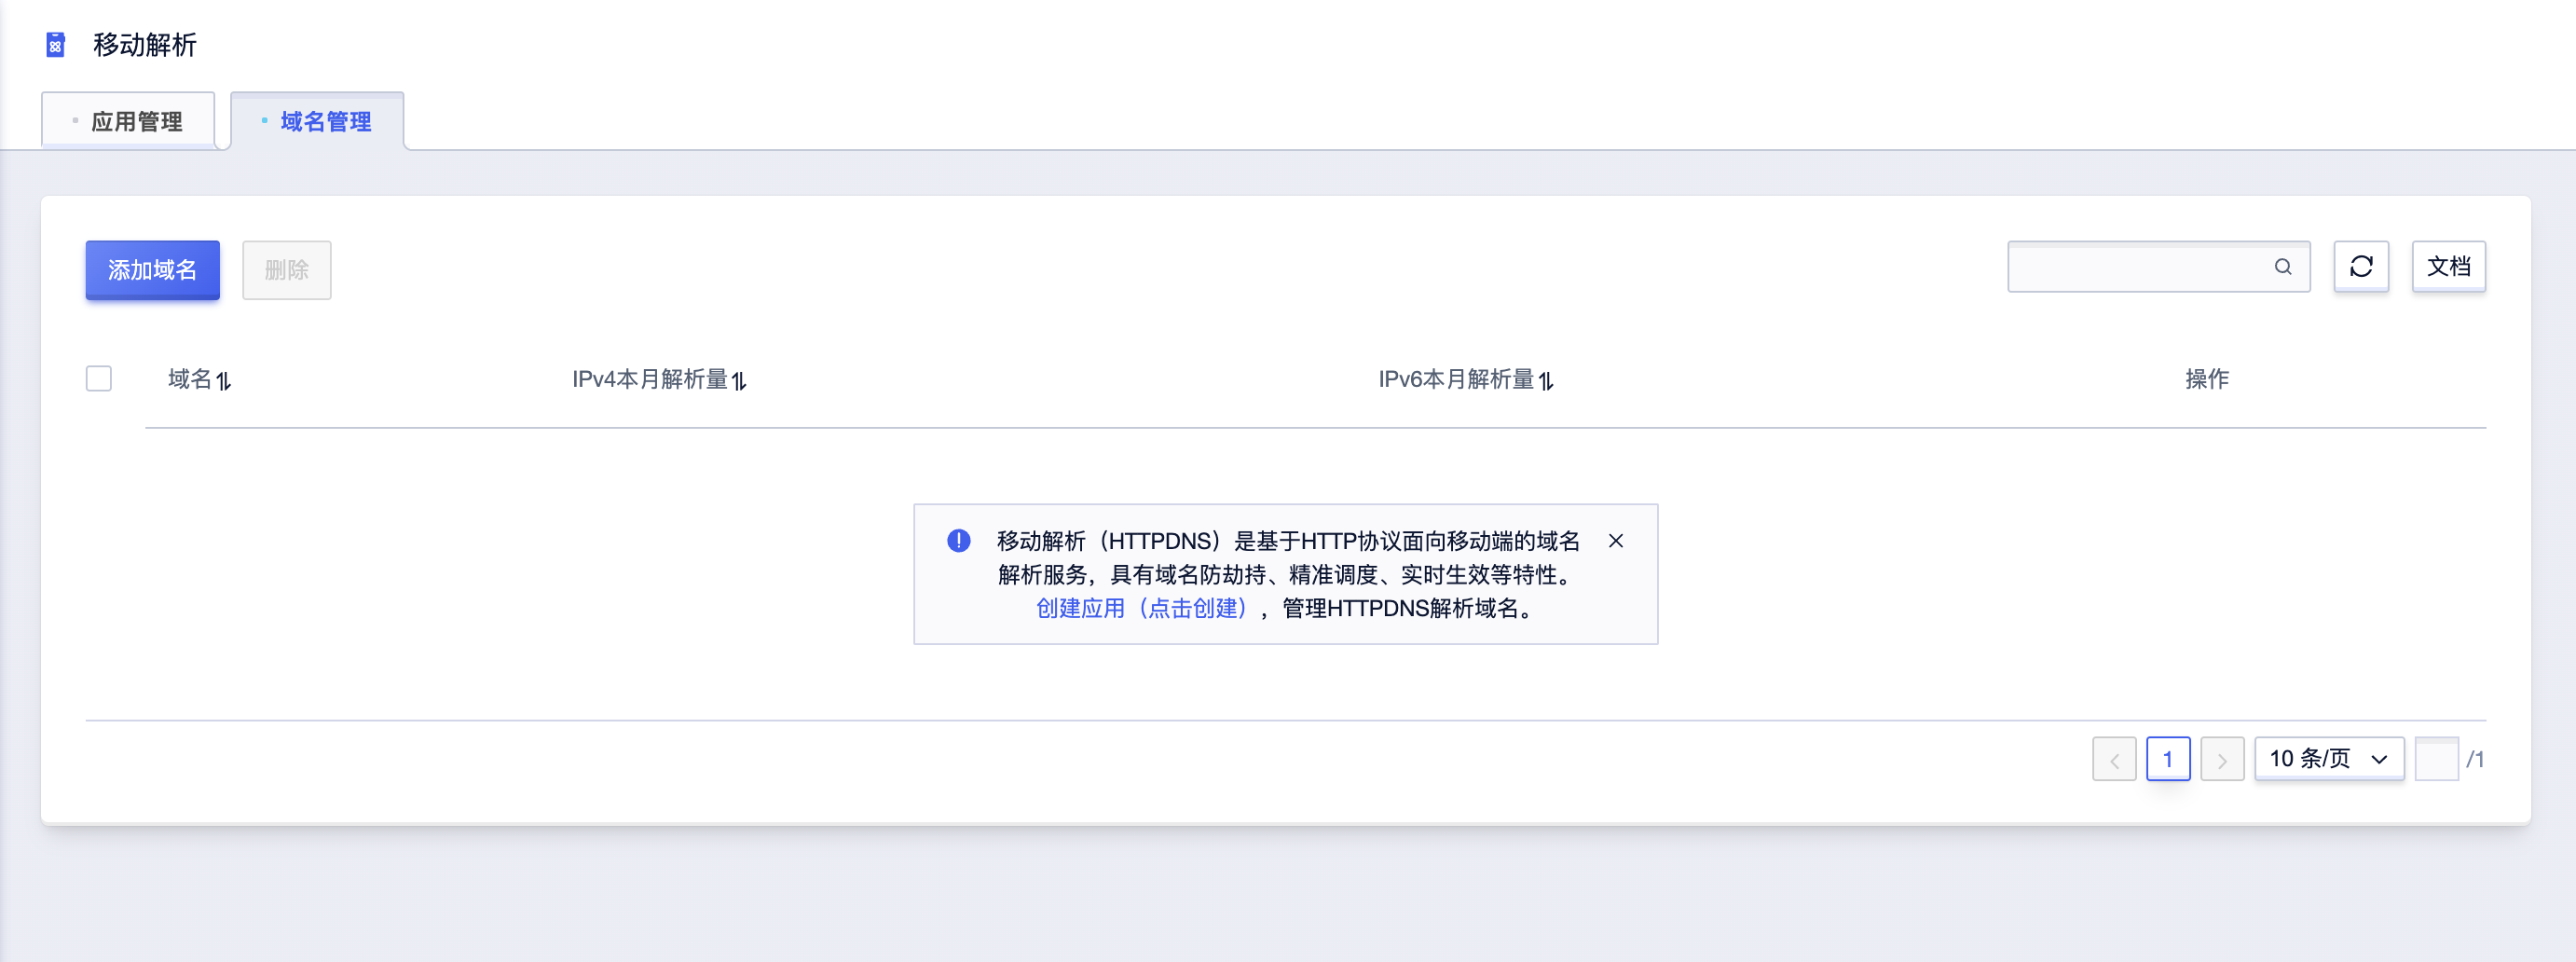 移动解析
应用管理 域名管理
添加域名 删除 文档
域名 IPv4本月解析量 IPv6本月解析量 操作
移动解析（HTTPDNS）是基于HTTP协议面向移动端的域名
解析服务，具有域名防劫持、精准调度、实时生效等特性。
创建应用（点击创建），管理HTTPDNS解析域名。
1 10 条/页 /1